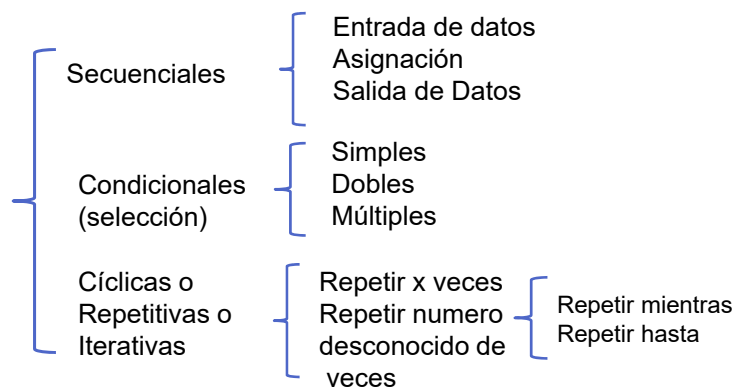 Secuenciales
Entrada de datos
Asignación
Salida de Datos
Condicionales
(selección)
Simples
Dobles
Múltiples
Cíclicas o
Repetitivas o
Iterativas
Repetir x veces
Repetir numero
desconocido de
veces
Repetir mientras
Repetir hasta